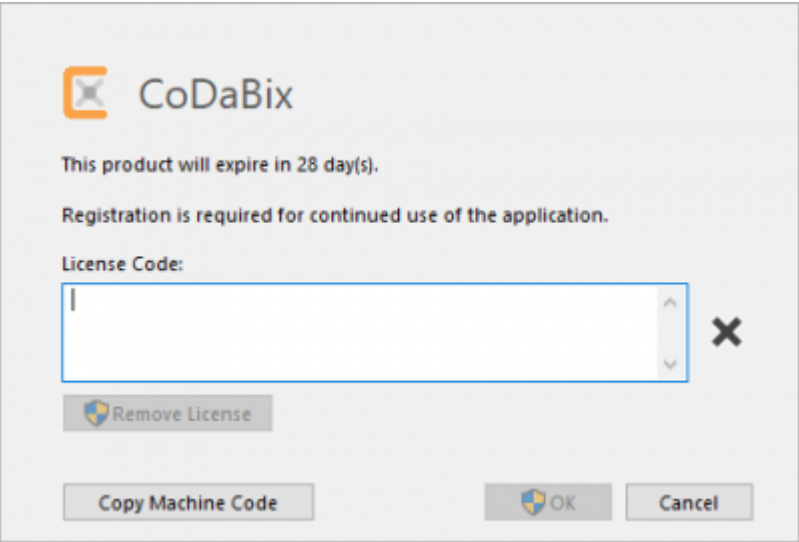 CoDaBix
This product will expire in 28 day(s).
Registration is required for continued use of the application.
License Code:
Remove License
Copy Machine Code
OK
Cancel